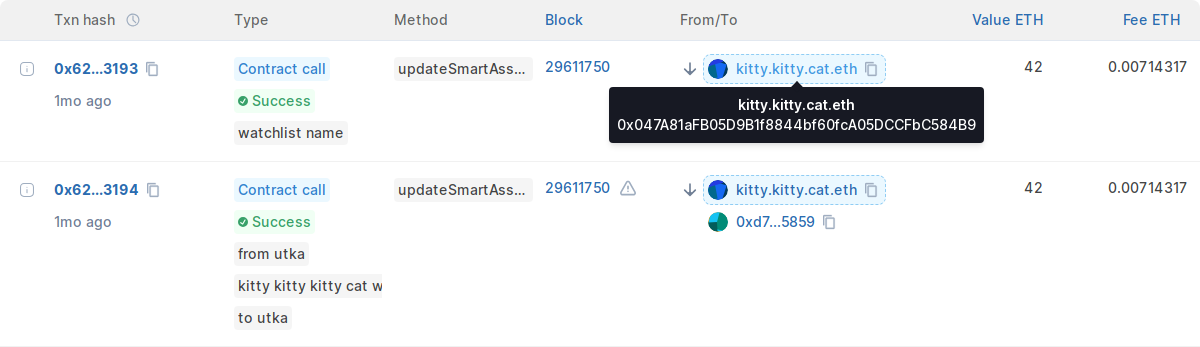 Txn hash Type Method Block From/To Value ETH Fee ETH
0x62...3193 Contract call updateSmartAss... 29611750 kitty.kitty.cat.eth 42 0.00714317
1mo ago Success
kitty.kitty.cat.eth
0x047A81aFB05D9B1f8844bf60fcA05DCCFbC584B9
watchlist name
0x62...3194 Contract call updateSmartAss... 29611750 kitty.kitty.cat.eth 42 0.00714317
1mo ago Success 0xd7...5859
from utka
kitty kitty kitty cat w
to utka